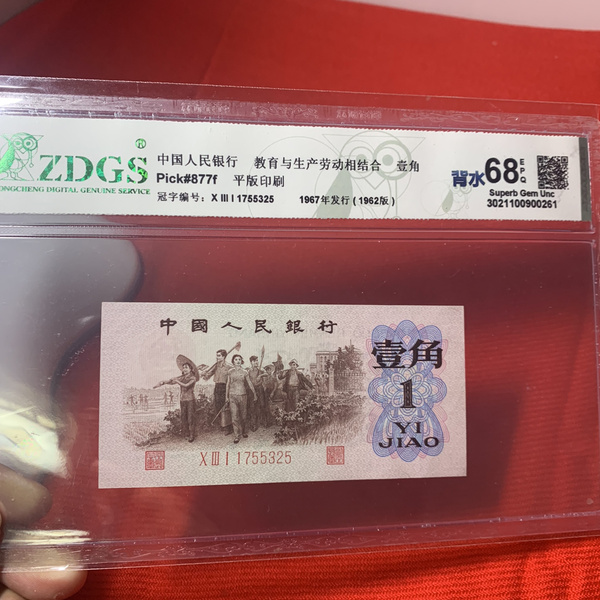 ZDGS®
ONGCHENG DIGITAL GENUINE SERVICE
中国人民银行 教育与生产劳动相结合 壹角
Pick#877f 平版印刷
冠字编号: X III I 1755325 1967年发行(1962版)
背水 68 EPQ
Superb Gem Unc
3021100900261
中國人民銀行
壹角
1
YI
JIAO
X III I 1755325